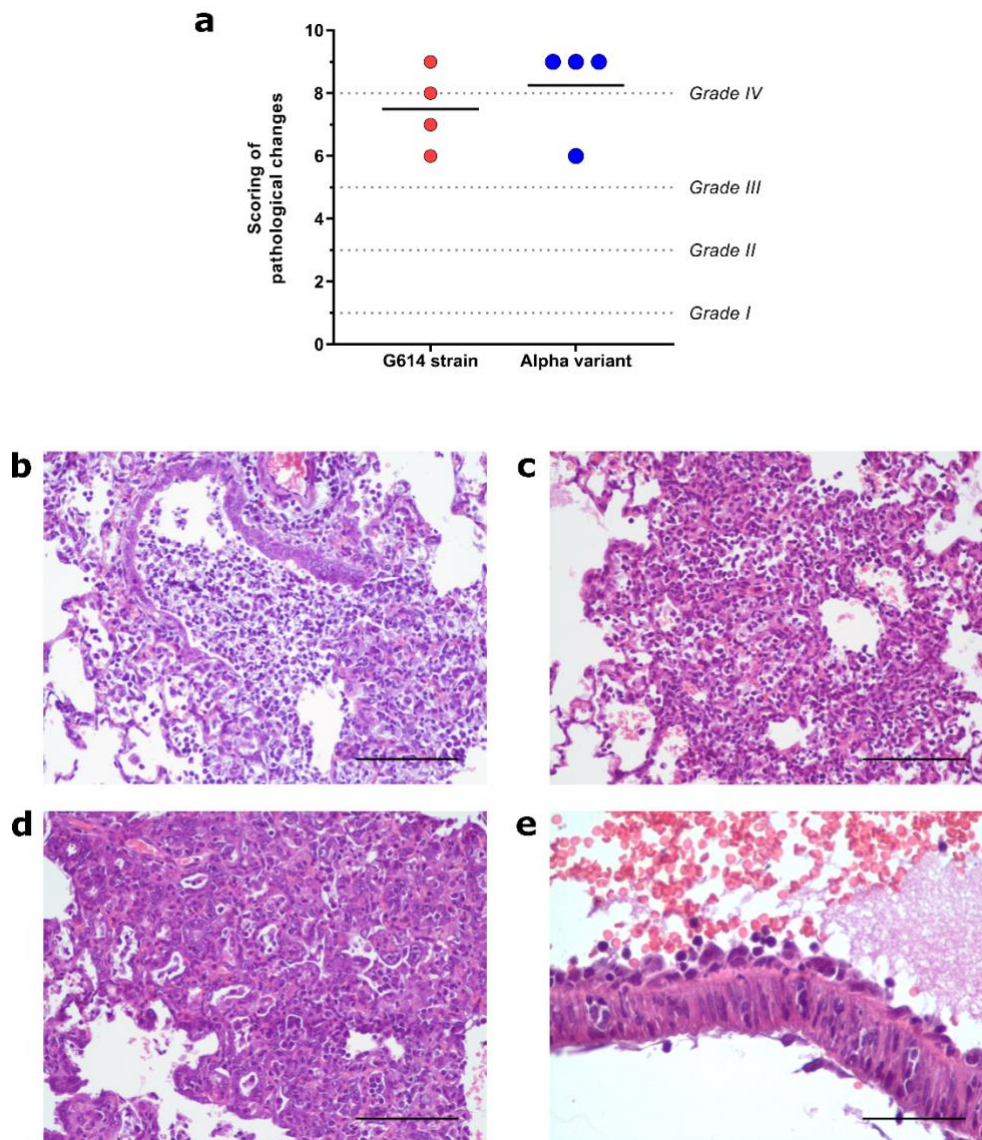 a
10
8
6
4
2
0
Scoring of
pathological changes
Grade IV
Grade III
Grade II
Grade I
G614 strain
Alpha variant
b
c
d
e